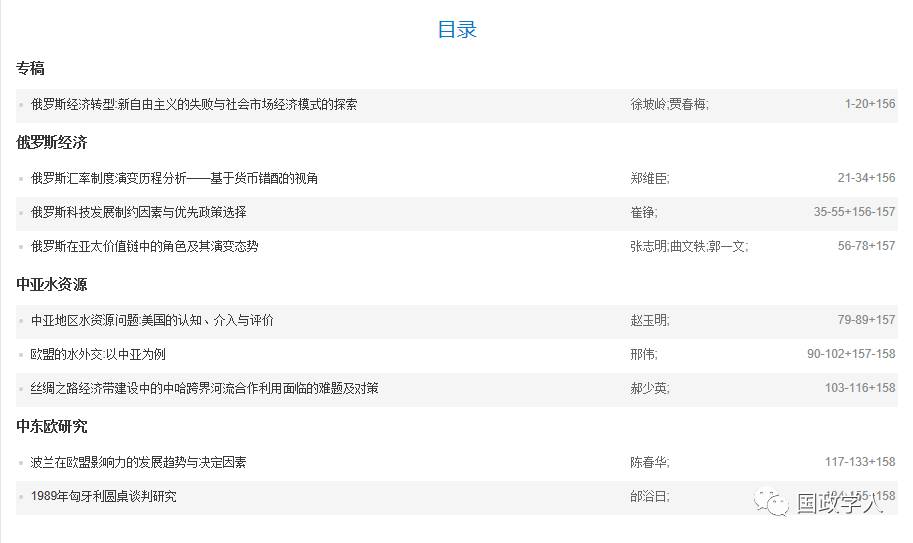 目录
专稿
俄罗斯经济转型:新自由主义的失败与社会市场经济模式的探索 徐坡岭;贾春梅; 1-20+156
俄罗斯经济
俄罗斯汇率制度演变历程分析——基于货币错配的视角 郑维臣; 21-34+156
俄罗斯科技发展制约因素与优先政策选择 崔铮; 35-55+156-157
俄罗斯在亚太价值链中的角色及其演变态势 张志明;曲文轶;郭一文; 56-78+157
中亚水资源
中亚地区水资源问题:美国的认知、介入与评价 赵玉明; 79-89+157
欧盟的水外交:以中亚为例 邢伟; 90-102+157-158
丝绸之路经济带建设中的中哈跨界河流合作利用面临的难题及对策 郝少英; 103-116+158
中东欧研究
波兰在欧盟影响力的发展趋势与决定因素 陈春华; 117-133+158
1989年匈牙利圆桌谈判研究 邰浴日; 134-155+158
国政学人